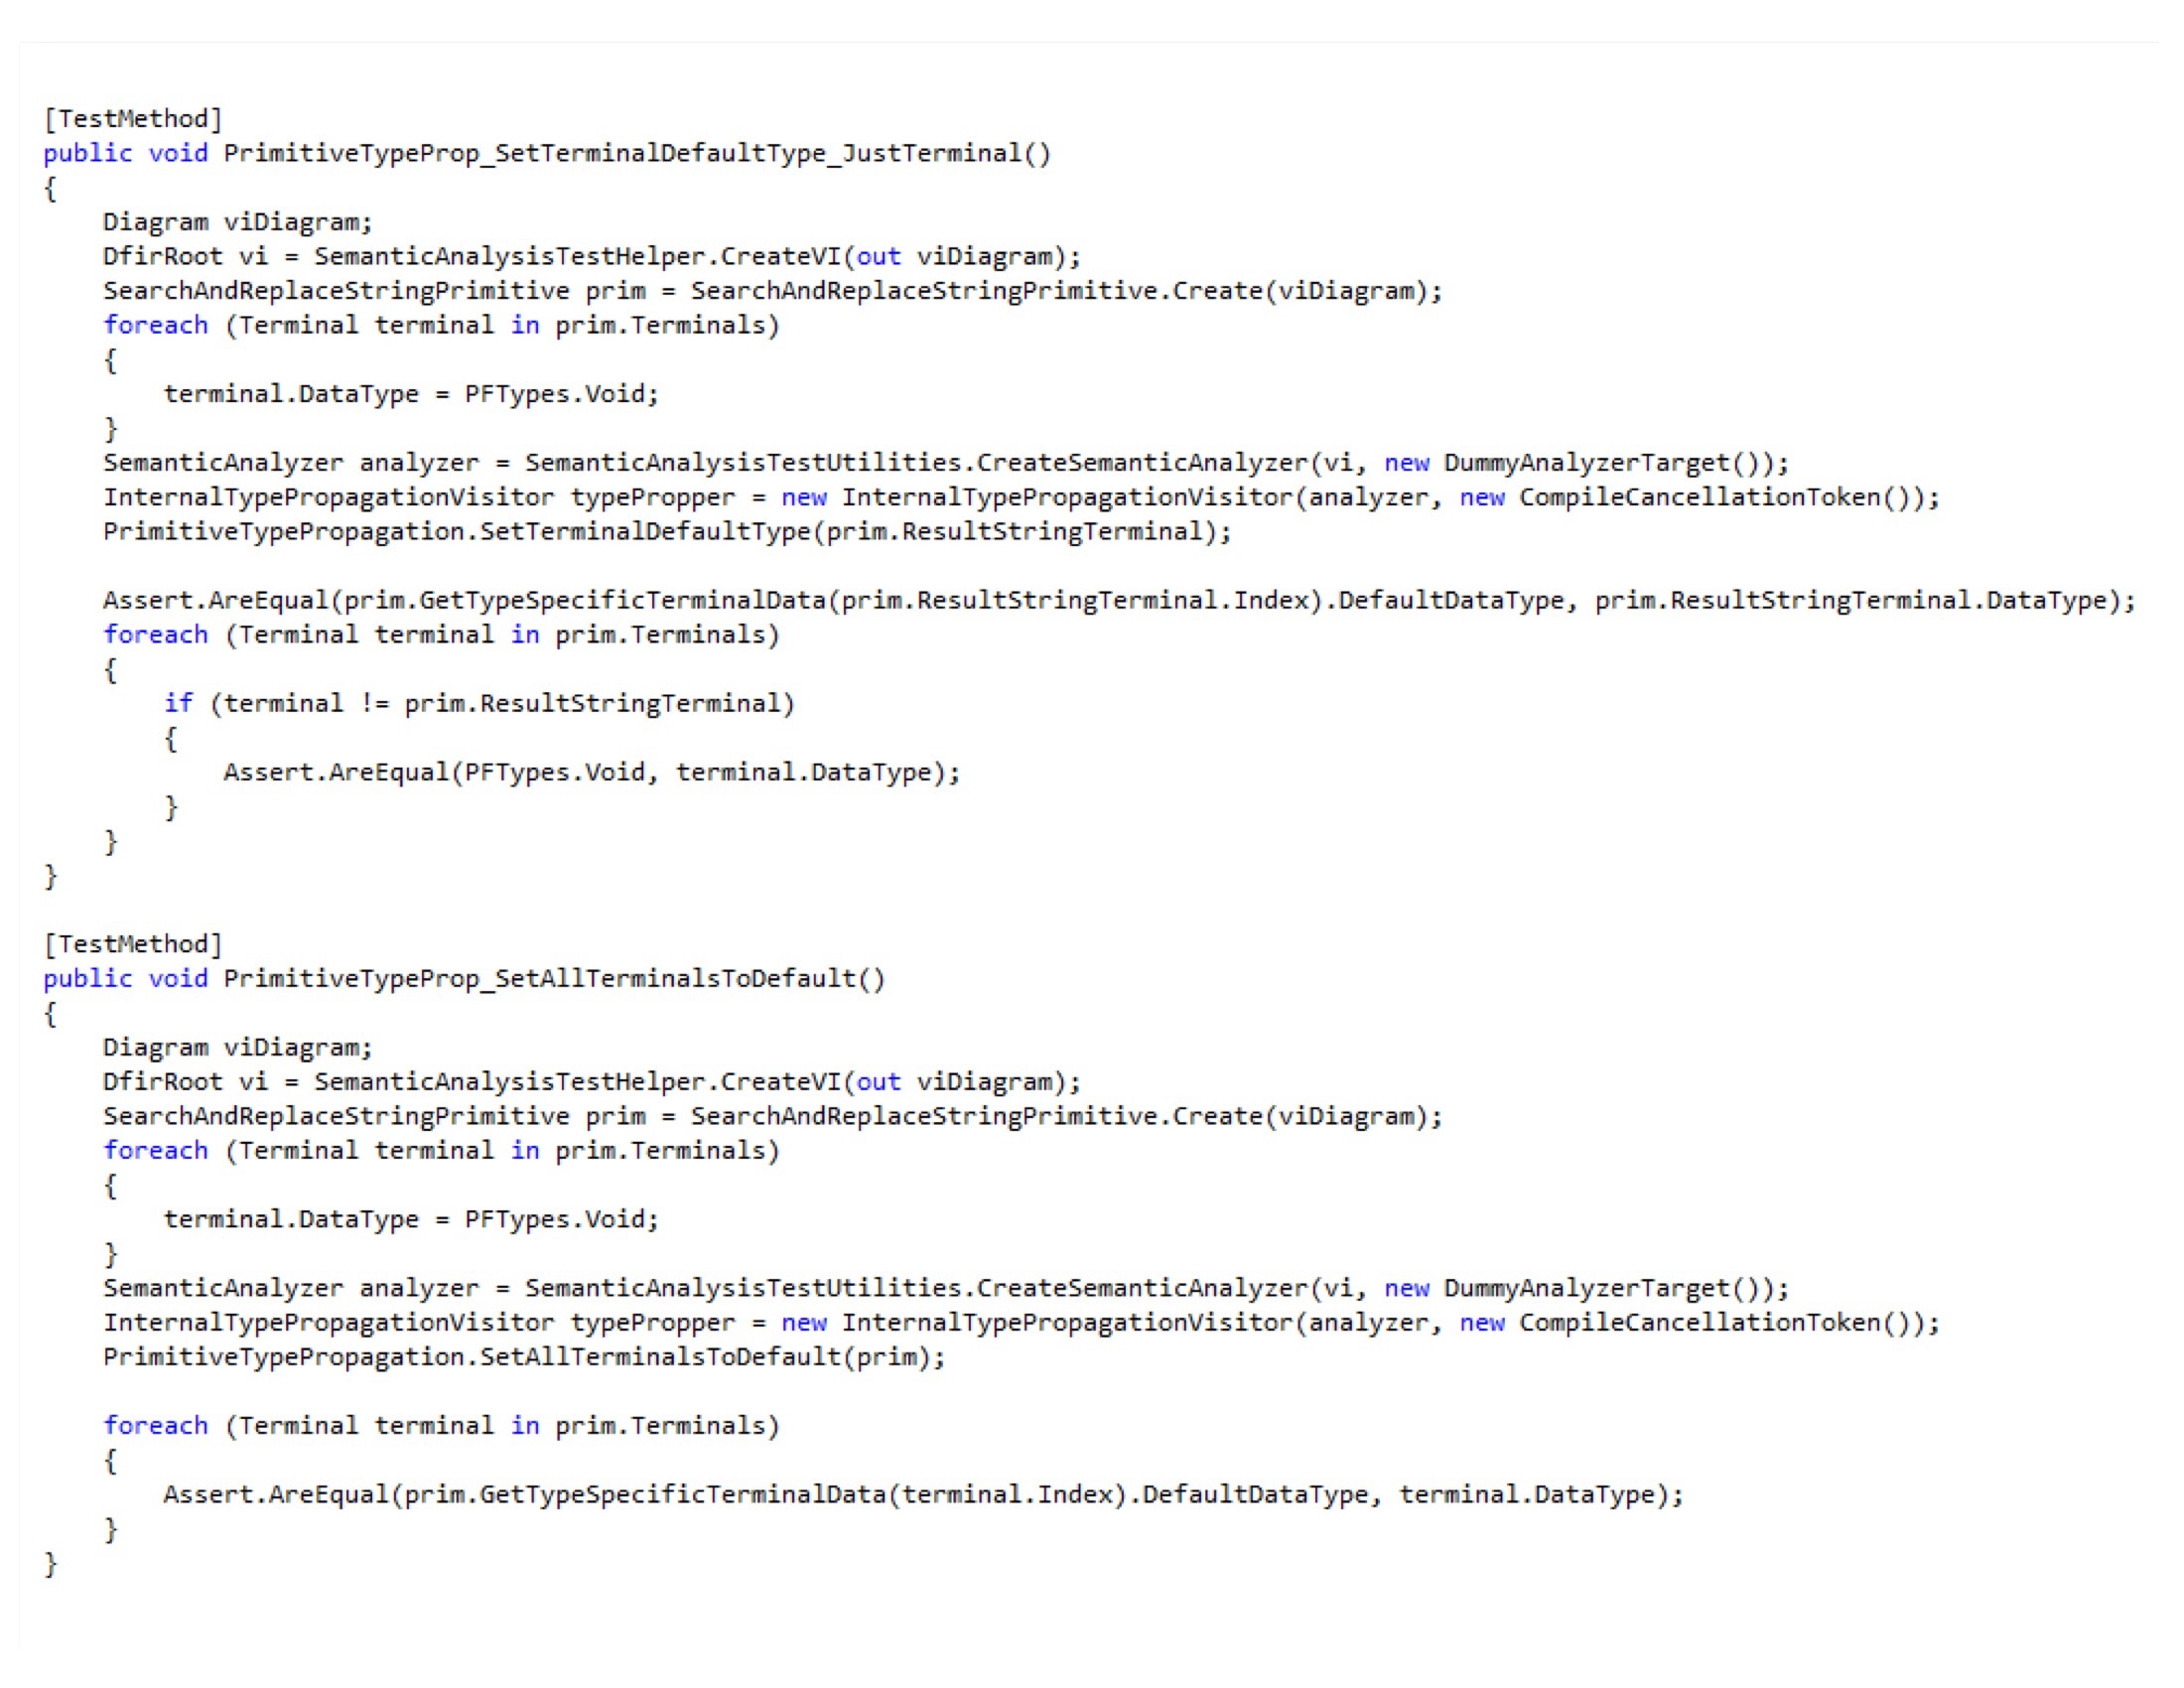 [TestMethod]
public void PrimitiveTypeProp_SetTerminalDefaultType_JustTerminal()
{
    Diagram viDiagram;
    DfirRoot vi = SemanticAnalysisTestHelper.CreateVI(out viDiagram);
    SearchAndReplaceStringPrimitive prim = SearchAndReplaceStringPrimitive.Create(viDiagram);
    foreach (Terminal terminal in prim.Terminals)
    {
        terminal.DataType = PFTypes.Void;
    }
    SemanticAnalyzer analyzer = SemanticAnalysisTestUtilities.CreateSemanticAnalyzer(vi, new DummyAnalyzerTarget());
    InternalTypePropagationVisitor typePropper = new InternalTypePropagationVisitor(analyzer, new CompileCancellationToken());
    PrimitiveTypePropagation.SetTerminalDefaultType(prim.ResultStringTerminal);

    Assert.AreEqual(prim.GetTypeSpecificTerminalData(prim.ResultStringTerminal.Index).DefaultDataType, prim.ResultStringTerminal.DataType);
    foreach (Terminal terminal in prim.Terminals)
    {
        if (terminal != prim.ResultStringTerminal)
        {
            Assert.AreEqual(PFTypes.Void, terminal.DataType);
        }
    }
}

[TestMethod]
public void PrimitiveTypeProp_SetAllTerminalsToDefault()
{
    Diagram viDiagram;
    DfirRoot vi = SemanticAnalysisTestHelper.CreateVI(out viDiagram);
    SearchAndReplaceStringPrimitive prim = SearchAndReplaceStringPrimitive.Create(viDiagram);
    foreach (Terminal terminal in prim.Terminals)
    {
        terminal.DataType = PFTypes.Void;
    }
    SemanticAnalyzer analyzer = SemanticAnalysisTestUtilities.CreateSemanticAnalyzer(vi, new DummyAnalyzerTarget());
    InternalTypePropagationVisitor typePropper = new InternalTypePropagationVisitor(analyzer, new CompileCancellationToken());
    PrimitiveTypePropagation.SetAllTerminalsToDefault(prim);

    foreach (Terminal terminal in prim.Terminals)
    {
        Assert.AreEqual(prim.GetTypeSpecificTerminalData(terminal.Index).DefaultDataType, terminal.DataType);
    }
}